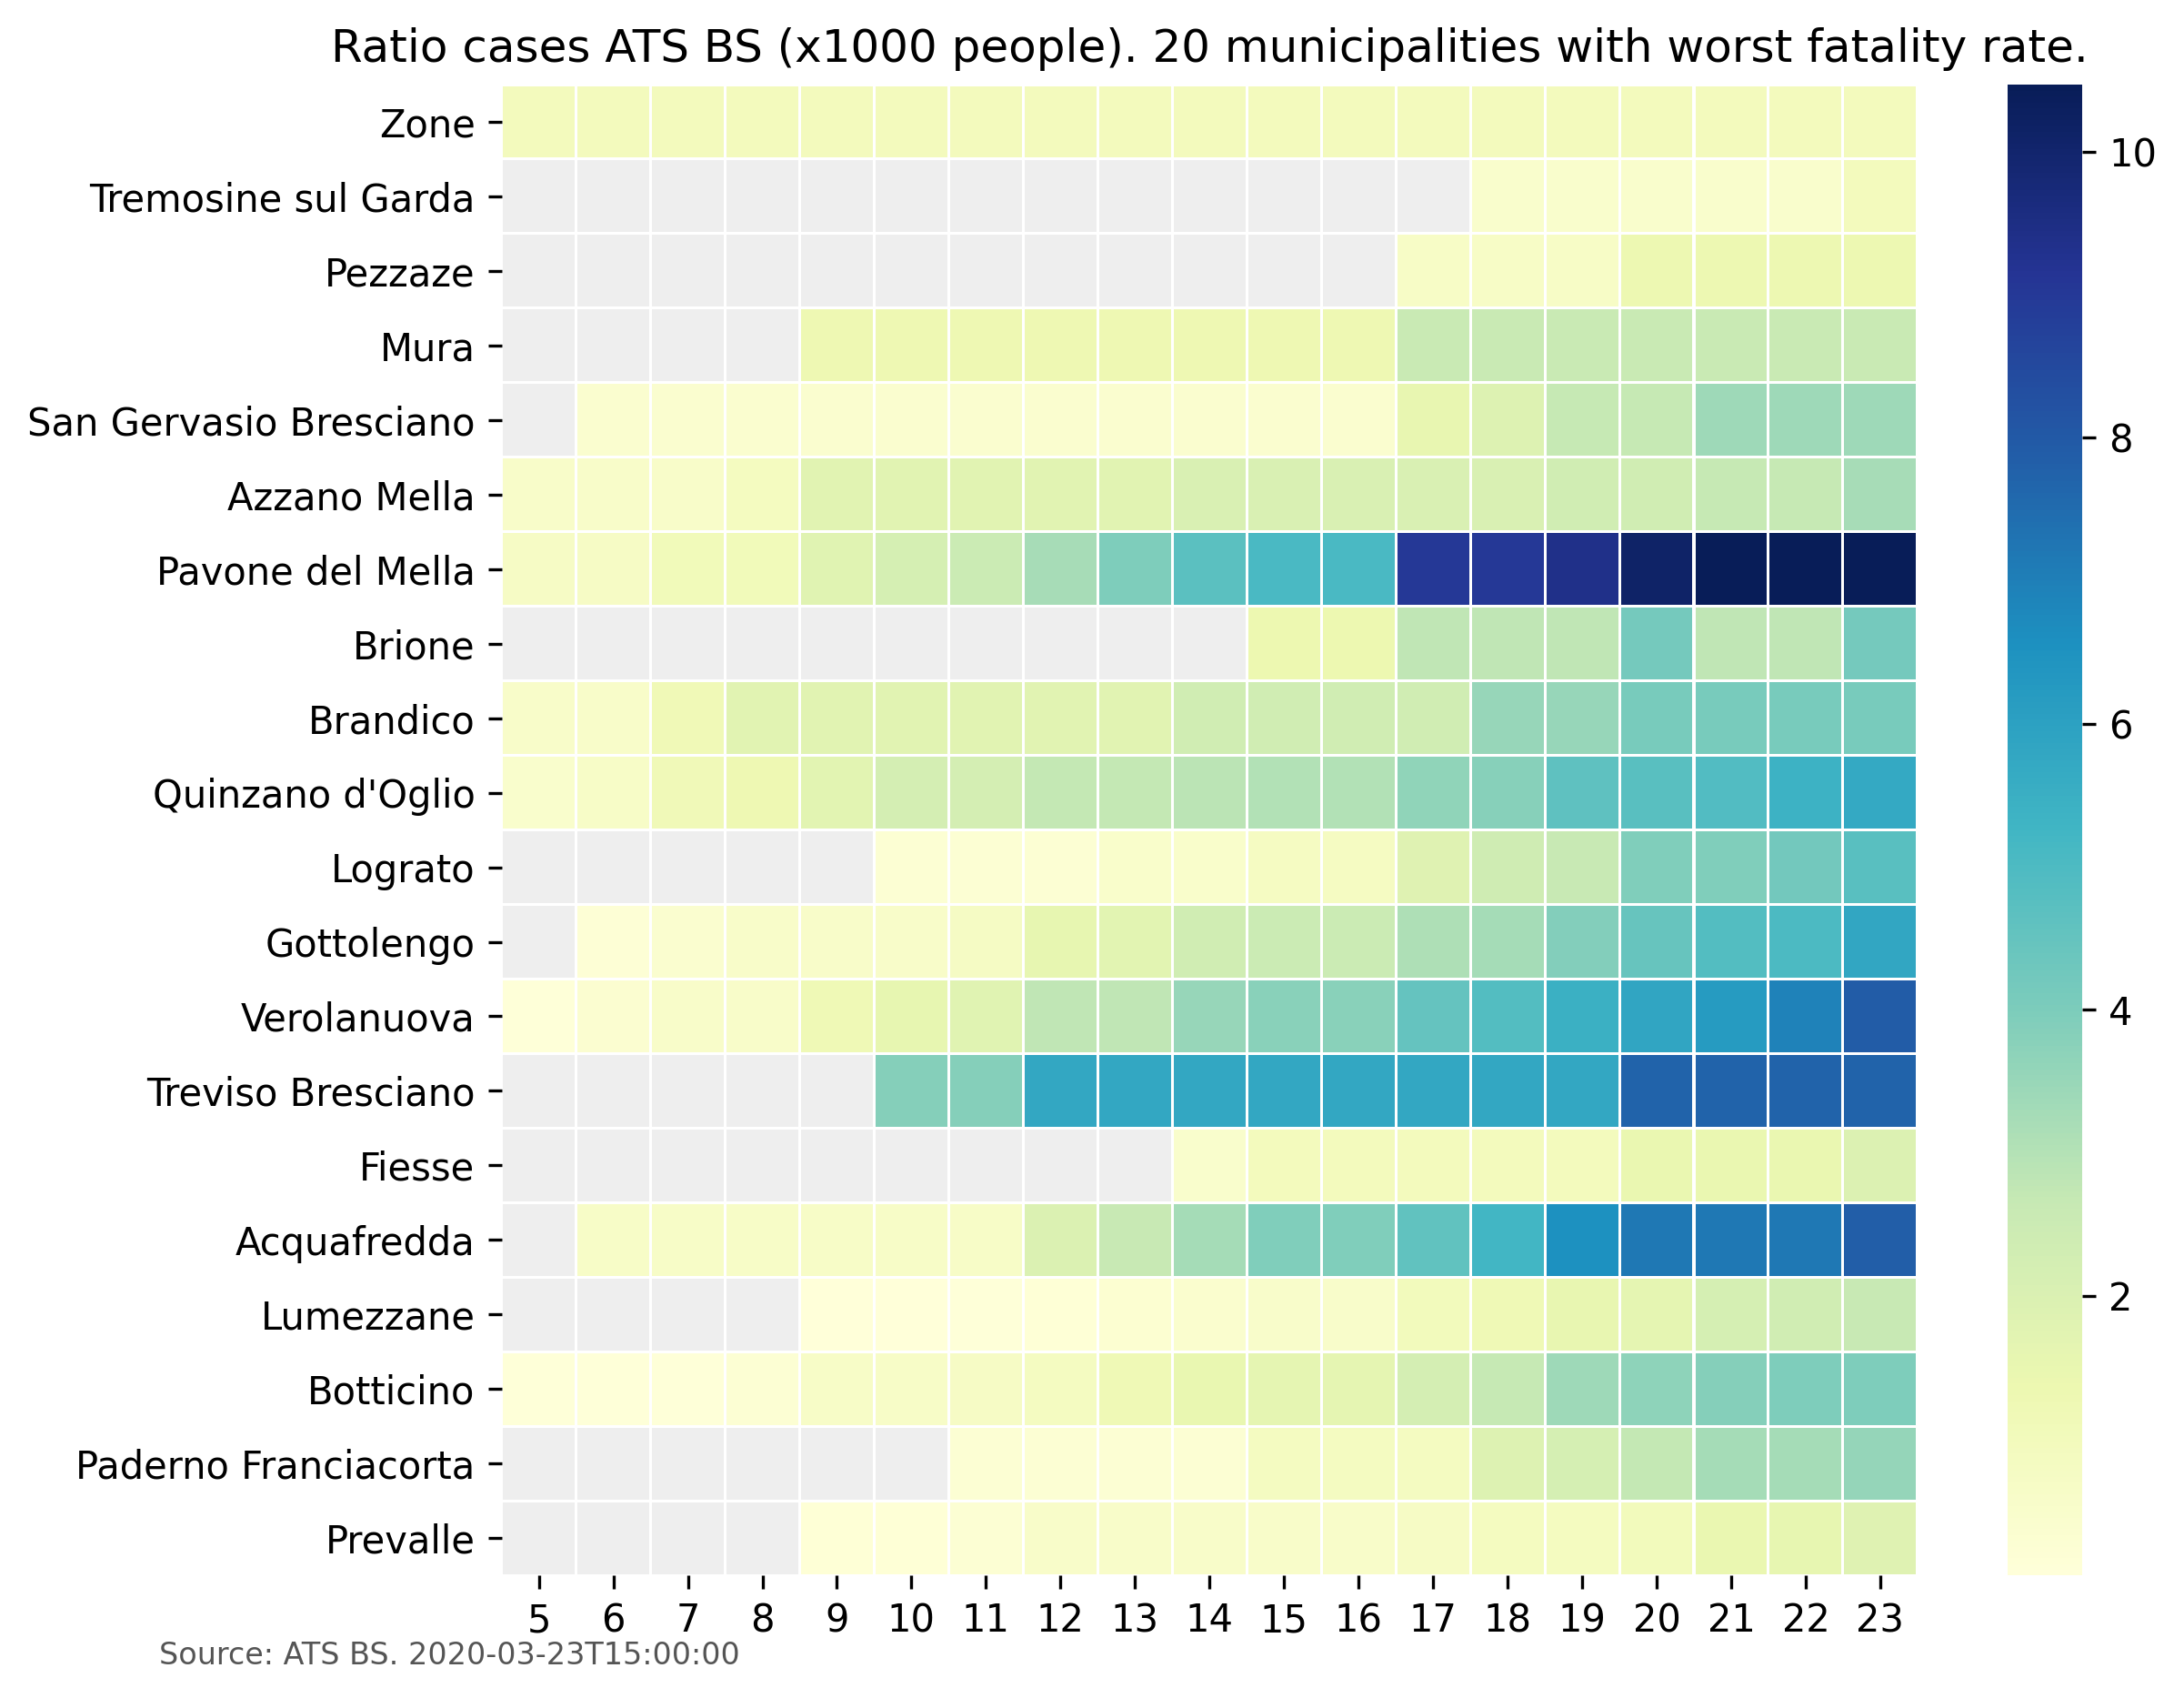 Ratio cases ATS BS (x1000 people). 20 municipalities with worst fatality rate.
Zone
Tremosine sul Garda
Pezzaze
Mura
San Gervasio Bresciano
Azzano Mella
Pavone del Mella
Brione
Brandico
Quinzano d'Oglio
Lograto
Gottolengo
Verolanuova
Treviso Bresciano
Fiesse
Acquafredda
Lumezzane
Botticino
Paderno Franciacorta
Prevalle
5 6 7 8 9 10 11 12 13 14 15 16 17 18 19 20 21 22 23
10
8
6
4
2
Source: ATS BS. 2020-03-23T15:00:00